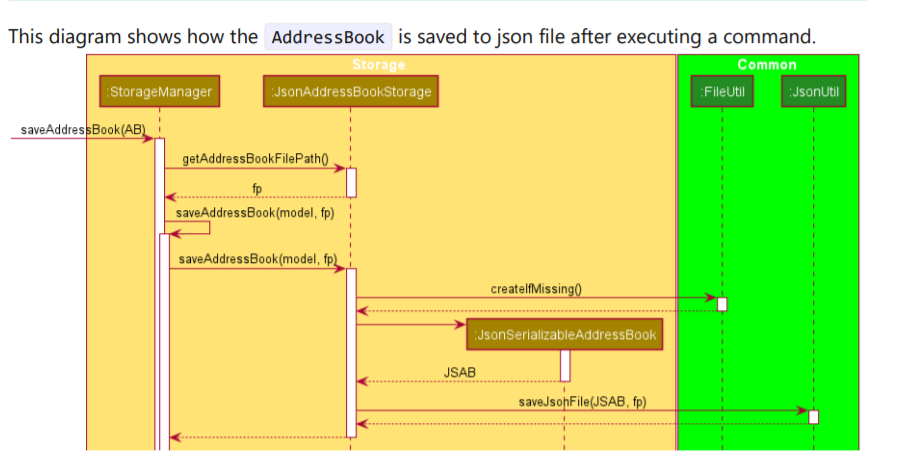 This diagram shows how the AddressBook is saved to json file after executing a command.
Storage
Common
:StorageManager
:JsonAddressBookStorage
:FileUtil
:JsonUtil
saveAddressBook(AB)
getAddressBookFilePath()
fp
saveAddressBook(model, fp)
saveAddressBook(model, fp)
createIfMissing()
:JsonSerializableAddressBook
JSAB
saveJsonFile(JSAB, fp)